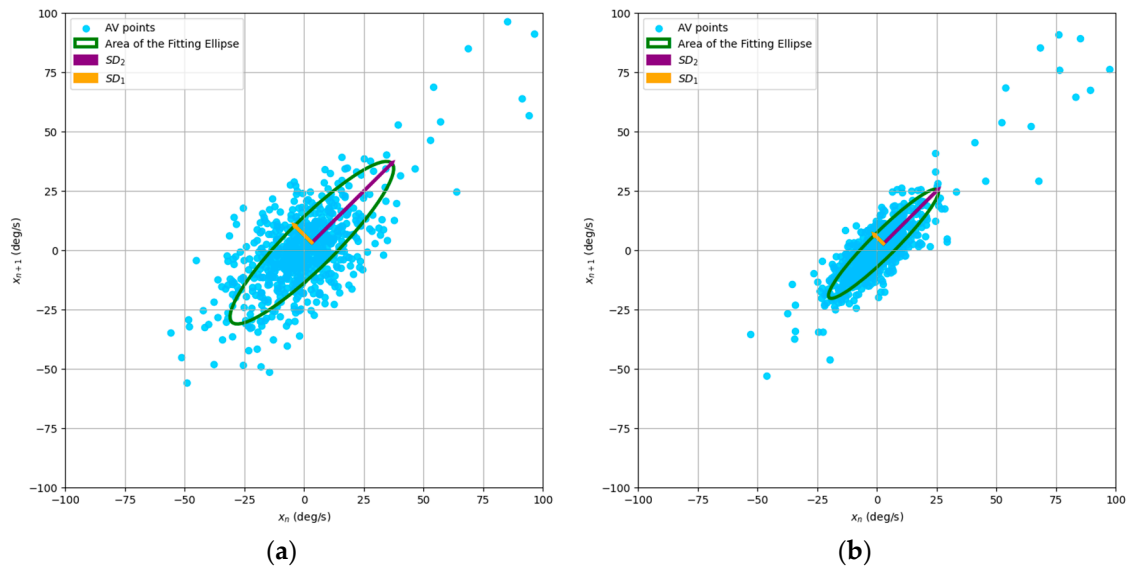 100
75
50
25
0
−25
−50
−75
−100
x_{n+1} (deg/s)
AV points
Area of the Fitting Ellipse
SD₂
SD₁
−100 −75 −50 −25 0 25 50 75 100
xₙ (deg/s)
(a)
100
75
50
25
0
−25
−50
−75
−100
x_{n+1} (deg/s)
AV points
Area of the Fitting Ellipse
SD₂
SD₁
−100 −75 −50 −25 0 25 50 75 100
xₙ (deg/s)
(b)